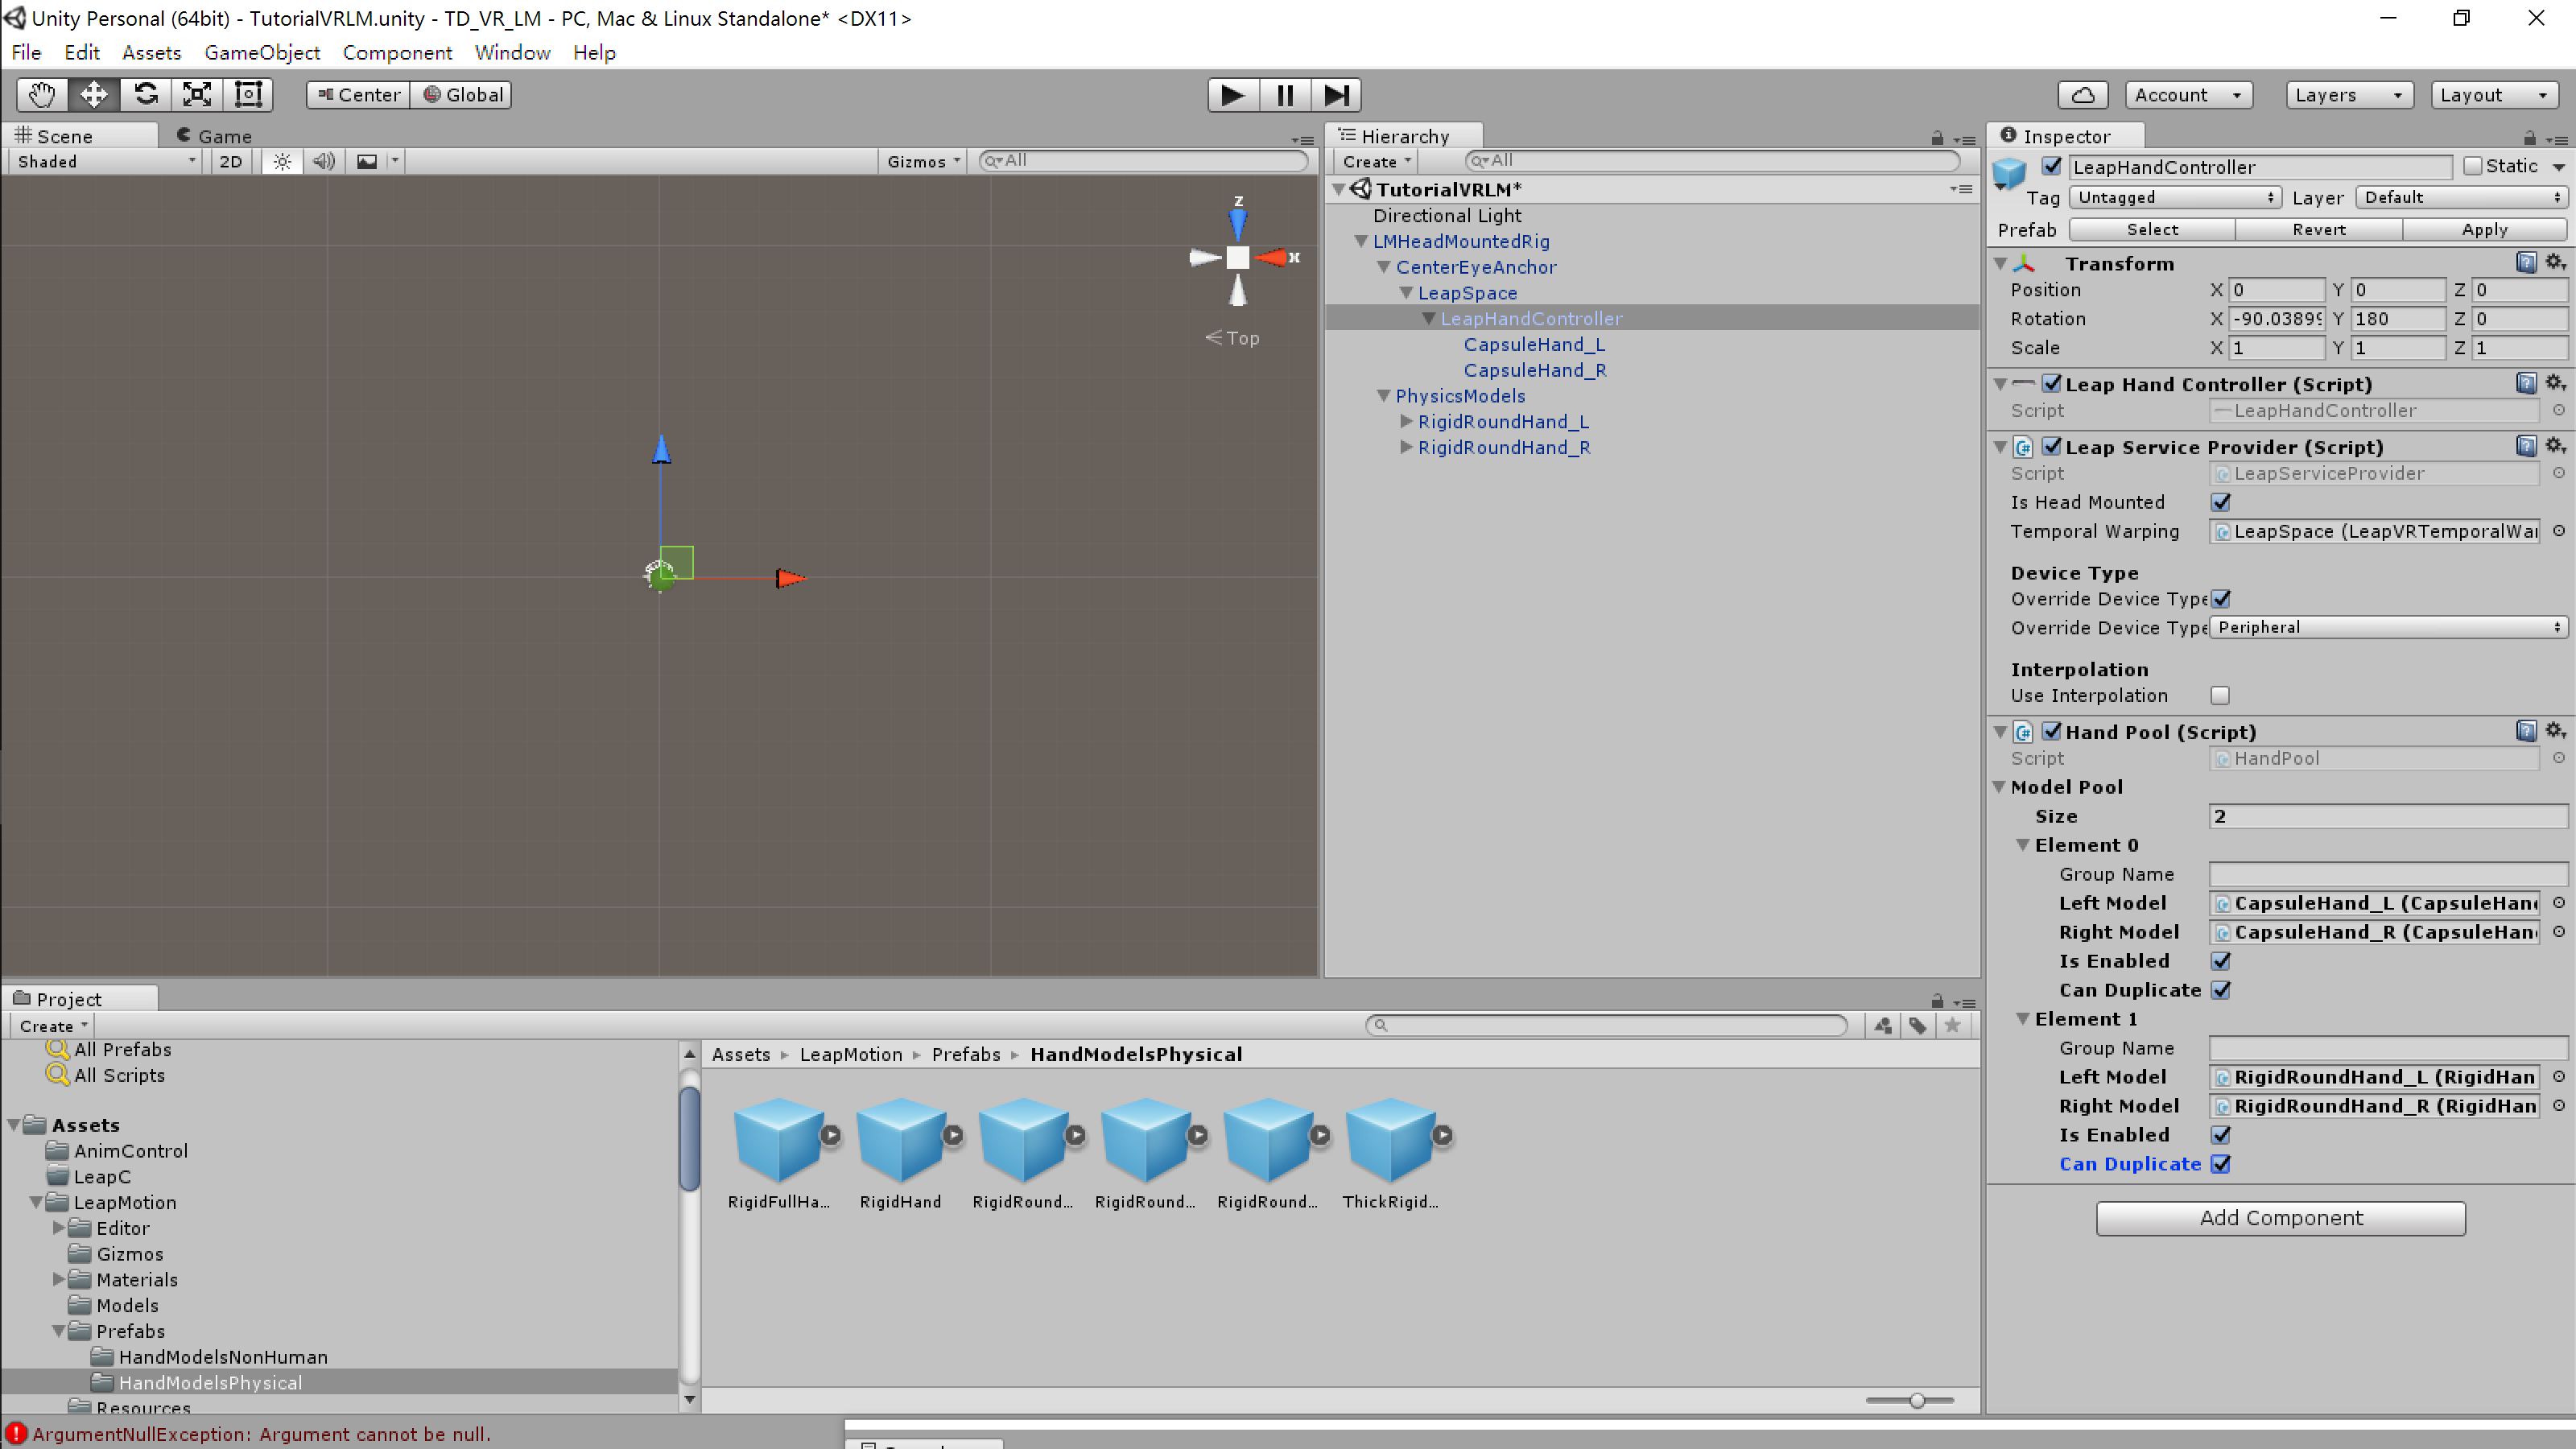 Unity Personal (64bit) - TutorialVRLM.unity - TD_VR_LM - PC, Mac & Linux Standalone* <DX11>
File Edit Assets GameObject Component Window Help
Center Global
Account Layers Layout
Scene Game
Shaded 2D Gizmos All
z
x
Top
Hierarchy
Create All
TutorialVRLM*
Directional Light
LMHeadMountedRig
CenterEyeAnchor
LeapSpace
LeapHandController
CapsuleHand_L
CapsuleHand_R
PhysicsModels
RigidRoundHand_L
RigidRoundHand_R
Inspector
LeapHandController Static
Tag Untagged Layer Default
Prefab Select Revert Apply
Transform
Position X 0 Y 0 Z 0
Rotation X -90.03899 Y 180 Z 0
Scale X 1 Y 1 Z 1
Leap Hand Controller (Script)
Script LeapHandController
Leap Service Provider (Script)
Script LeapServiceProvider
Is Head Mounted
Temporal Warping LeapSpace (LeapVRTemporalWar
Device Type
Override Device Type
Override Device Type Peripheral
Interpolation
Use Interpolation
Hand Pool (Script)
Script HandPool
Model Pool
Size 2
Element 0
Group Name
Left Model CapsuleHand_L (CapsuleHan
Right Model CapsuleHand_R (CapsuleHan
Is Enabled
Can Duplicate
Element 1
Group Name
Left Model RigidRoundHand_L (RigidHan
Right Model RigidRoundHand_R (RigidHan
Is Enabled
Can Duplicate
Add Component
Project
Create
All Prefabs
All Scripts
Assets
AnimControl
LeapC
LeapMotion
Editor
Gizmos
Materials
Models
Prefabs
HandModelsNonHuman
HandModelsPhysical
Resources
Assets LeapMotion Prefabs HandModelsPhysical
RigidFullHa... RigidHand RigidRound... RigidRound... RigidRound... ThickRigid...
ArgumentNullException: Argument cannot be null.